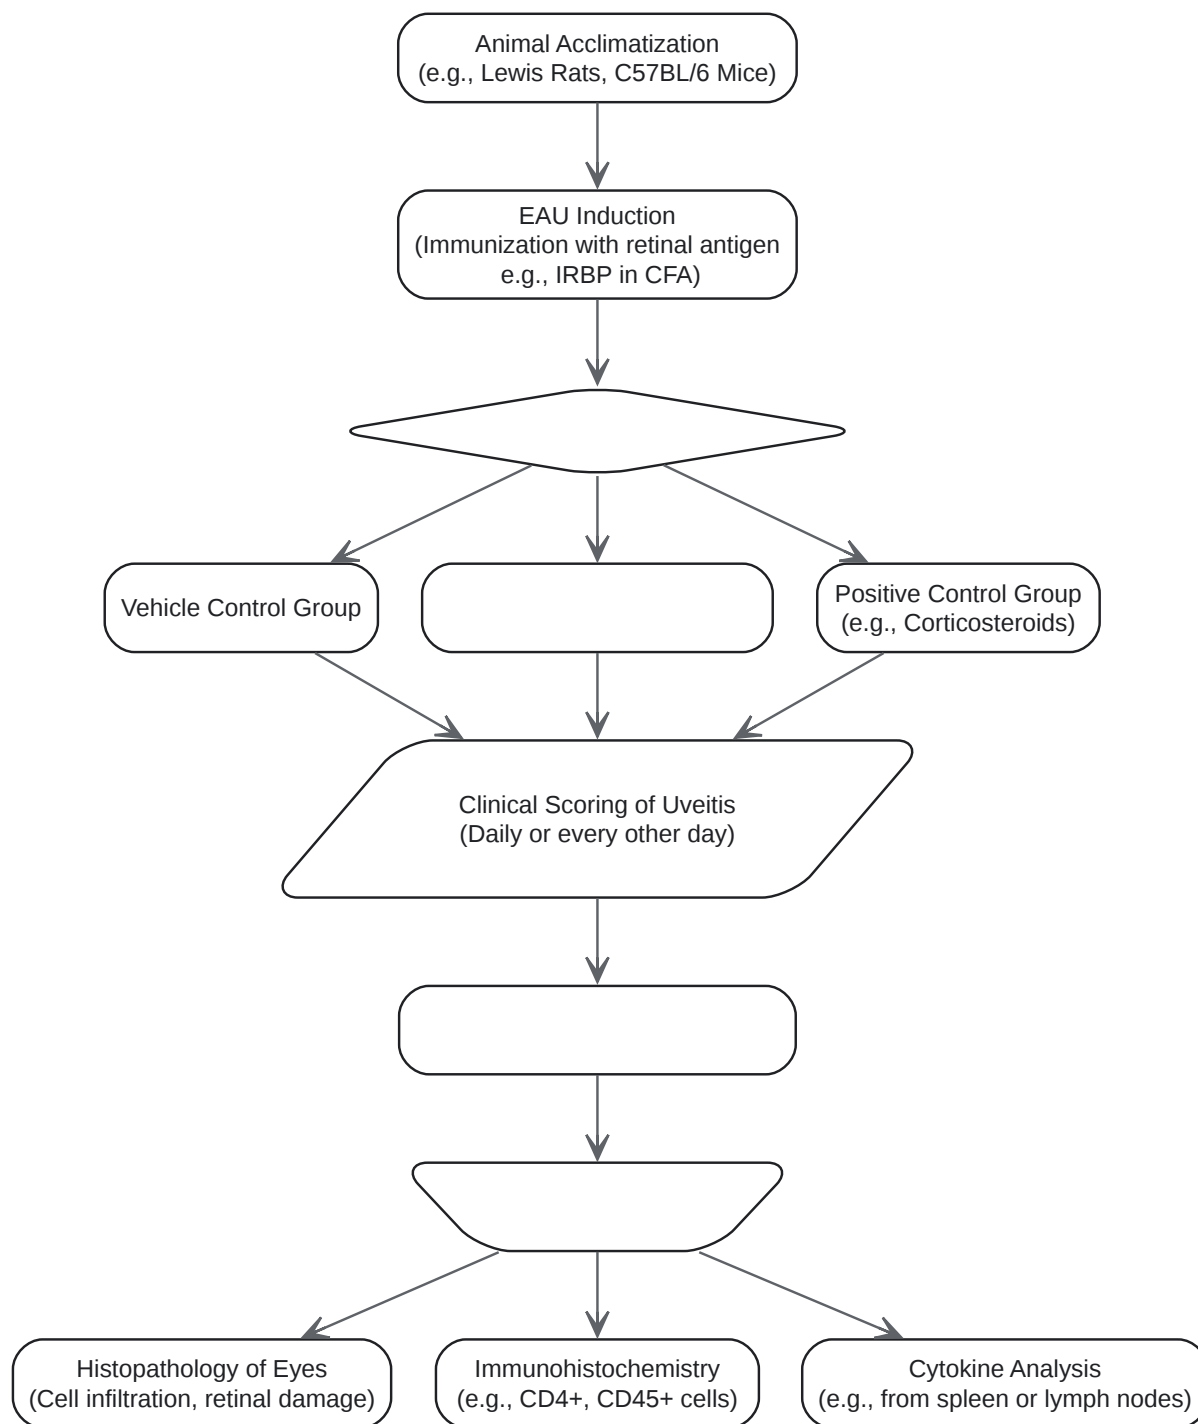 Animal Acclimatization
(e.g., Lewis Rats, C57BL/6 Mice)
EAU Induction
(Immunization with retinal antigen
e.g., IRBP in CFA)
Vehicle Control Group
Positive Control Group
(e.g., Corticosteroids)
Clinical Scoring of Uveitis
(Daily or every other day)
Histopathology of Eyes
(Cell infiltration, retinal damage)
Immunohistochemistry
(e.g., CD4+, CD45+ cells)
Cytokine Analysis
(e.g., from spleen or lymph nodes)